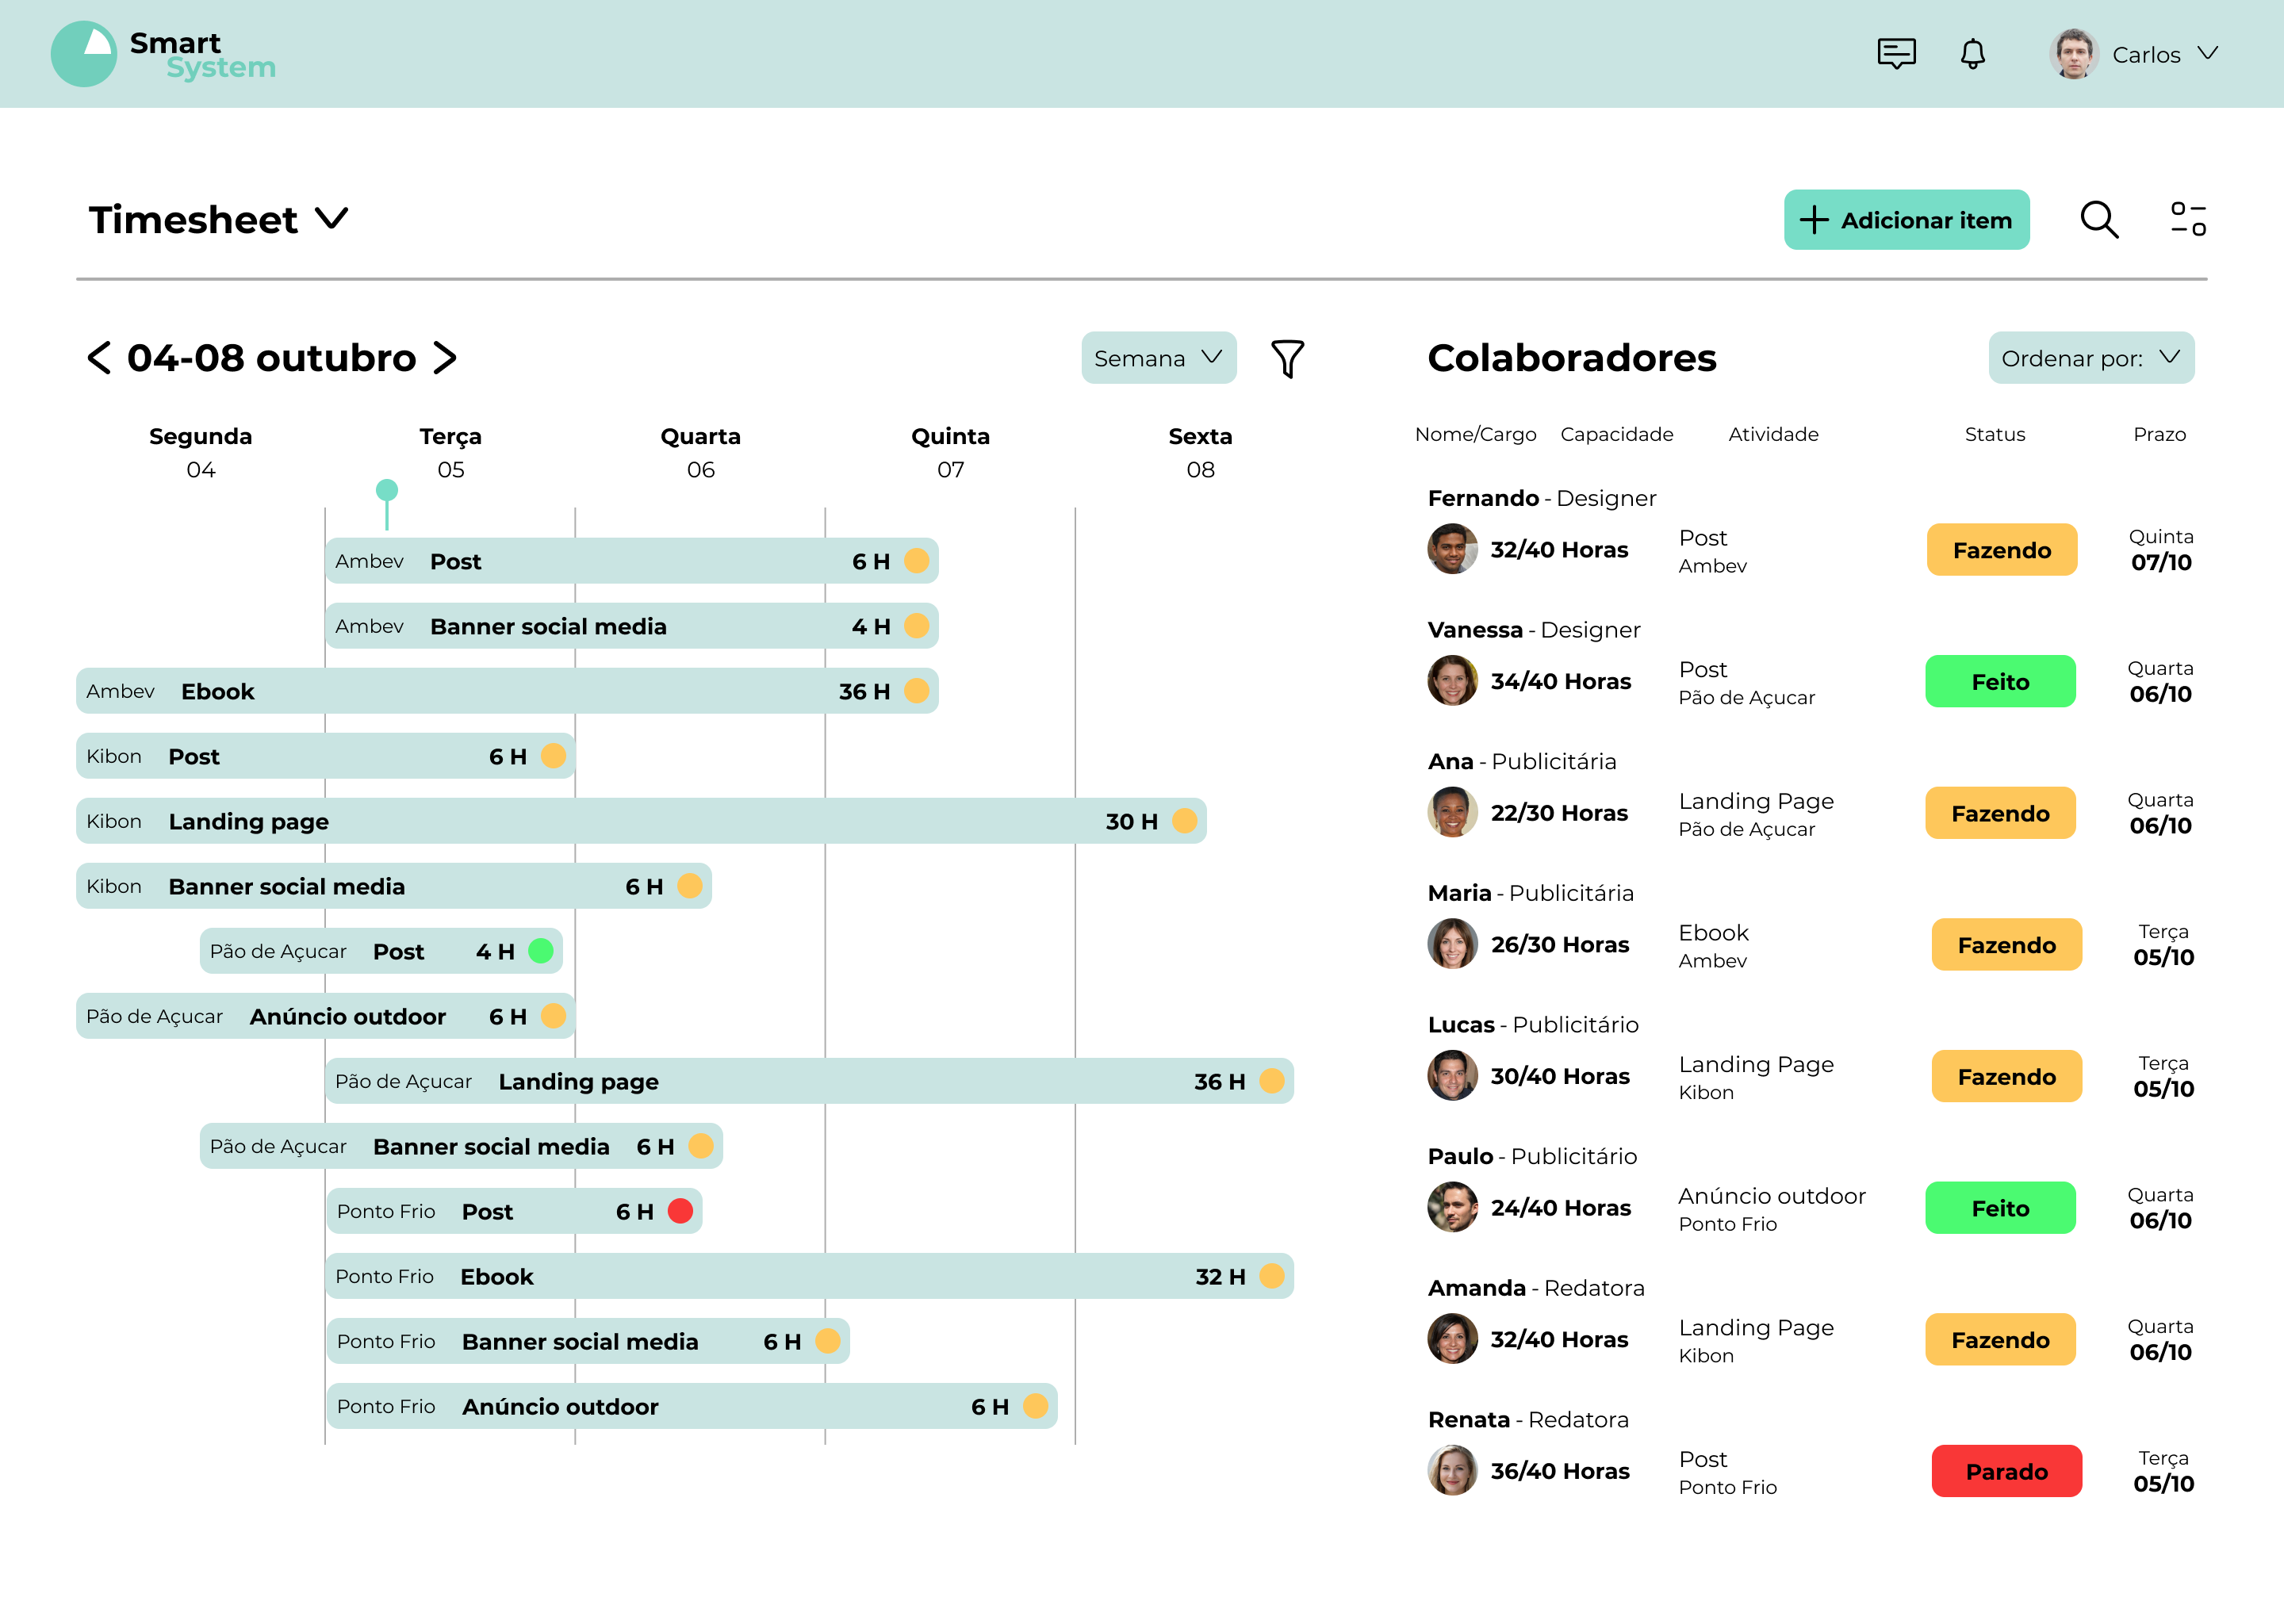 Smart
System
Carlos
Timesheet
Adicionar item
04-08 outubro
Semana
Segunda
04
Terça
05
Quarta
06
Quinta
07
Sexta
08
Ambev Post 6 H
Ambev Banner social media 4 H
Ambev Ebook 36 H
Kibon Post 6 H
Kibon Landing page 30 H
Kibon Banner social media 6 H
Pão de Açucar Post 4 H
Pão de Açucar Anúncio outdoor 6 H
Pão de Açucar Landing page 36 H
Pão de Açucar Banner social media 6 H
Ponto Frio Post 6 H
Ponto Frio Ebook 32 H
Ponto Frio Banner social media 6 H
Ponto Frio Anúncio outdoor 6 H
Colaboradores
Ordenar por:
Nome/Cargo Capacidade Atividade Status Prazo
Fernando - Designer
32/40 Horas
Post
Ambev
Fazendo
Quinta
07/10
Vanessa - Designer
34/40 Horas
Post
Pão de Açucar
Feito
Quarta
06/10
Ana - Publicitária
22/30 Horas
Landing Page
Pão de Açucar
Fazendo
Quarta
06/10
Maria - Publicitária
26/30 Horas
Ebook
Ambev
Fazendo
Terça
05/10
Lucas - Publicitário
30/40 Horas
Landing Page
Kibon
Fazendo
Terça
05/10
Paulo - Publicitário
24/40 Horas
Anúncio outdoor
Ponto Frio
Feito
Quarta
06/10
Amanda - Redatora
32/40 Horas
Landing Page
Kibon
Fazendo
Quarta
06/10
Renata - Redatora
36/40 Horas
Post
Ponto Frio
Parado
Terça
05/10